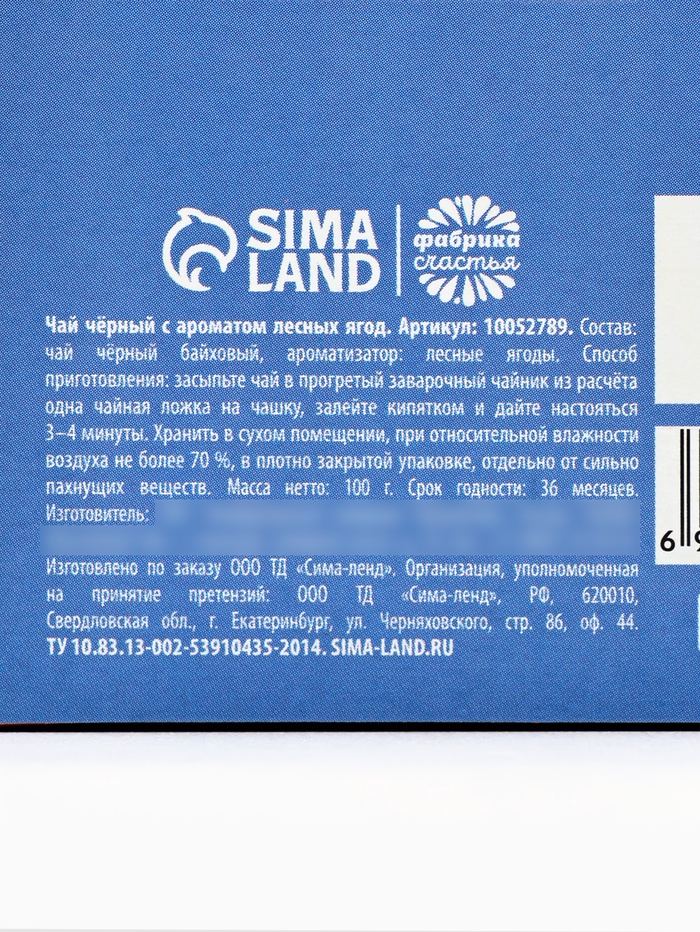 SIMA
LAND
фабрика
счастья
Чай чёрный с ароматом лесных ягод. Артикул: 10052789. Состав:
чай чёрный байховый, ароматизатор: лесные ягоды. Способ
приготовления: засыпьте чай в прогретый заварочный чайник из расчёта
одна чайная ложка на чашку, залейте кипятком и дайте настояться
3–4 минуты. Хранить в сухом помещении, при относительной влажности
воздуха не более 70 %, в плотно закрытой упаковке, отдельно от сильно
пахнущих веществ. Масса нетто: 100 г. Срок годности: 36 месяцев.
Изготовитель:
Изготовлено по заказу ООО ТД «Сима-ленд». Организация, уполномоченная
на принятие претензий: ООО ТД «Сима-ленд», РФ, 620010,
Свердловская обл., г. Екатеринбург, ул. Черняховского, стр. 86, оф. 44.
ТУ 10.83.13-002-53910435-2014. SIMA-LAND.RU
6